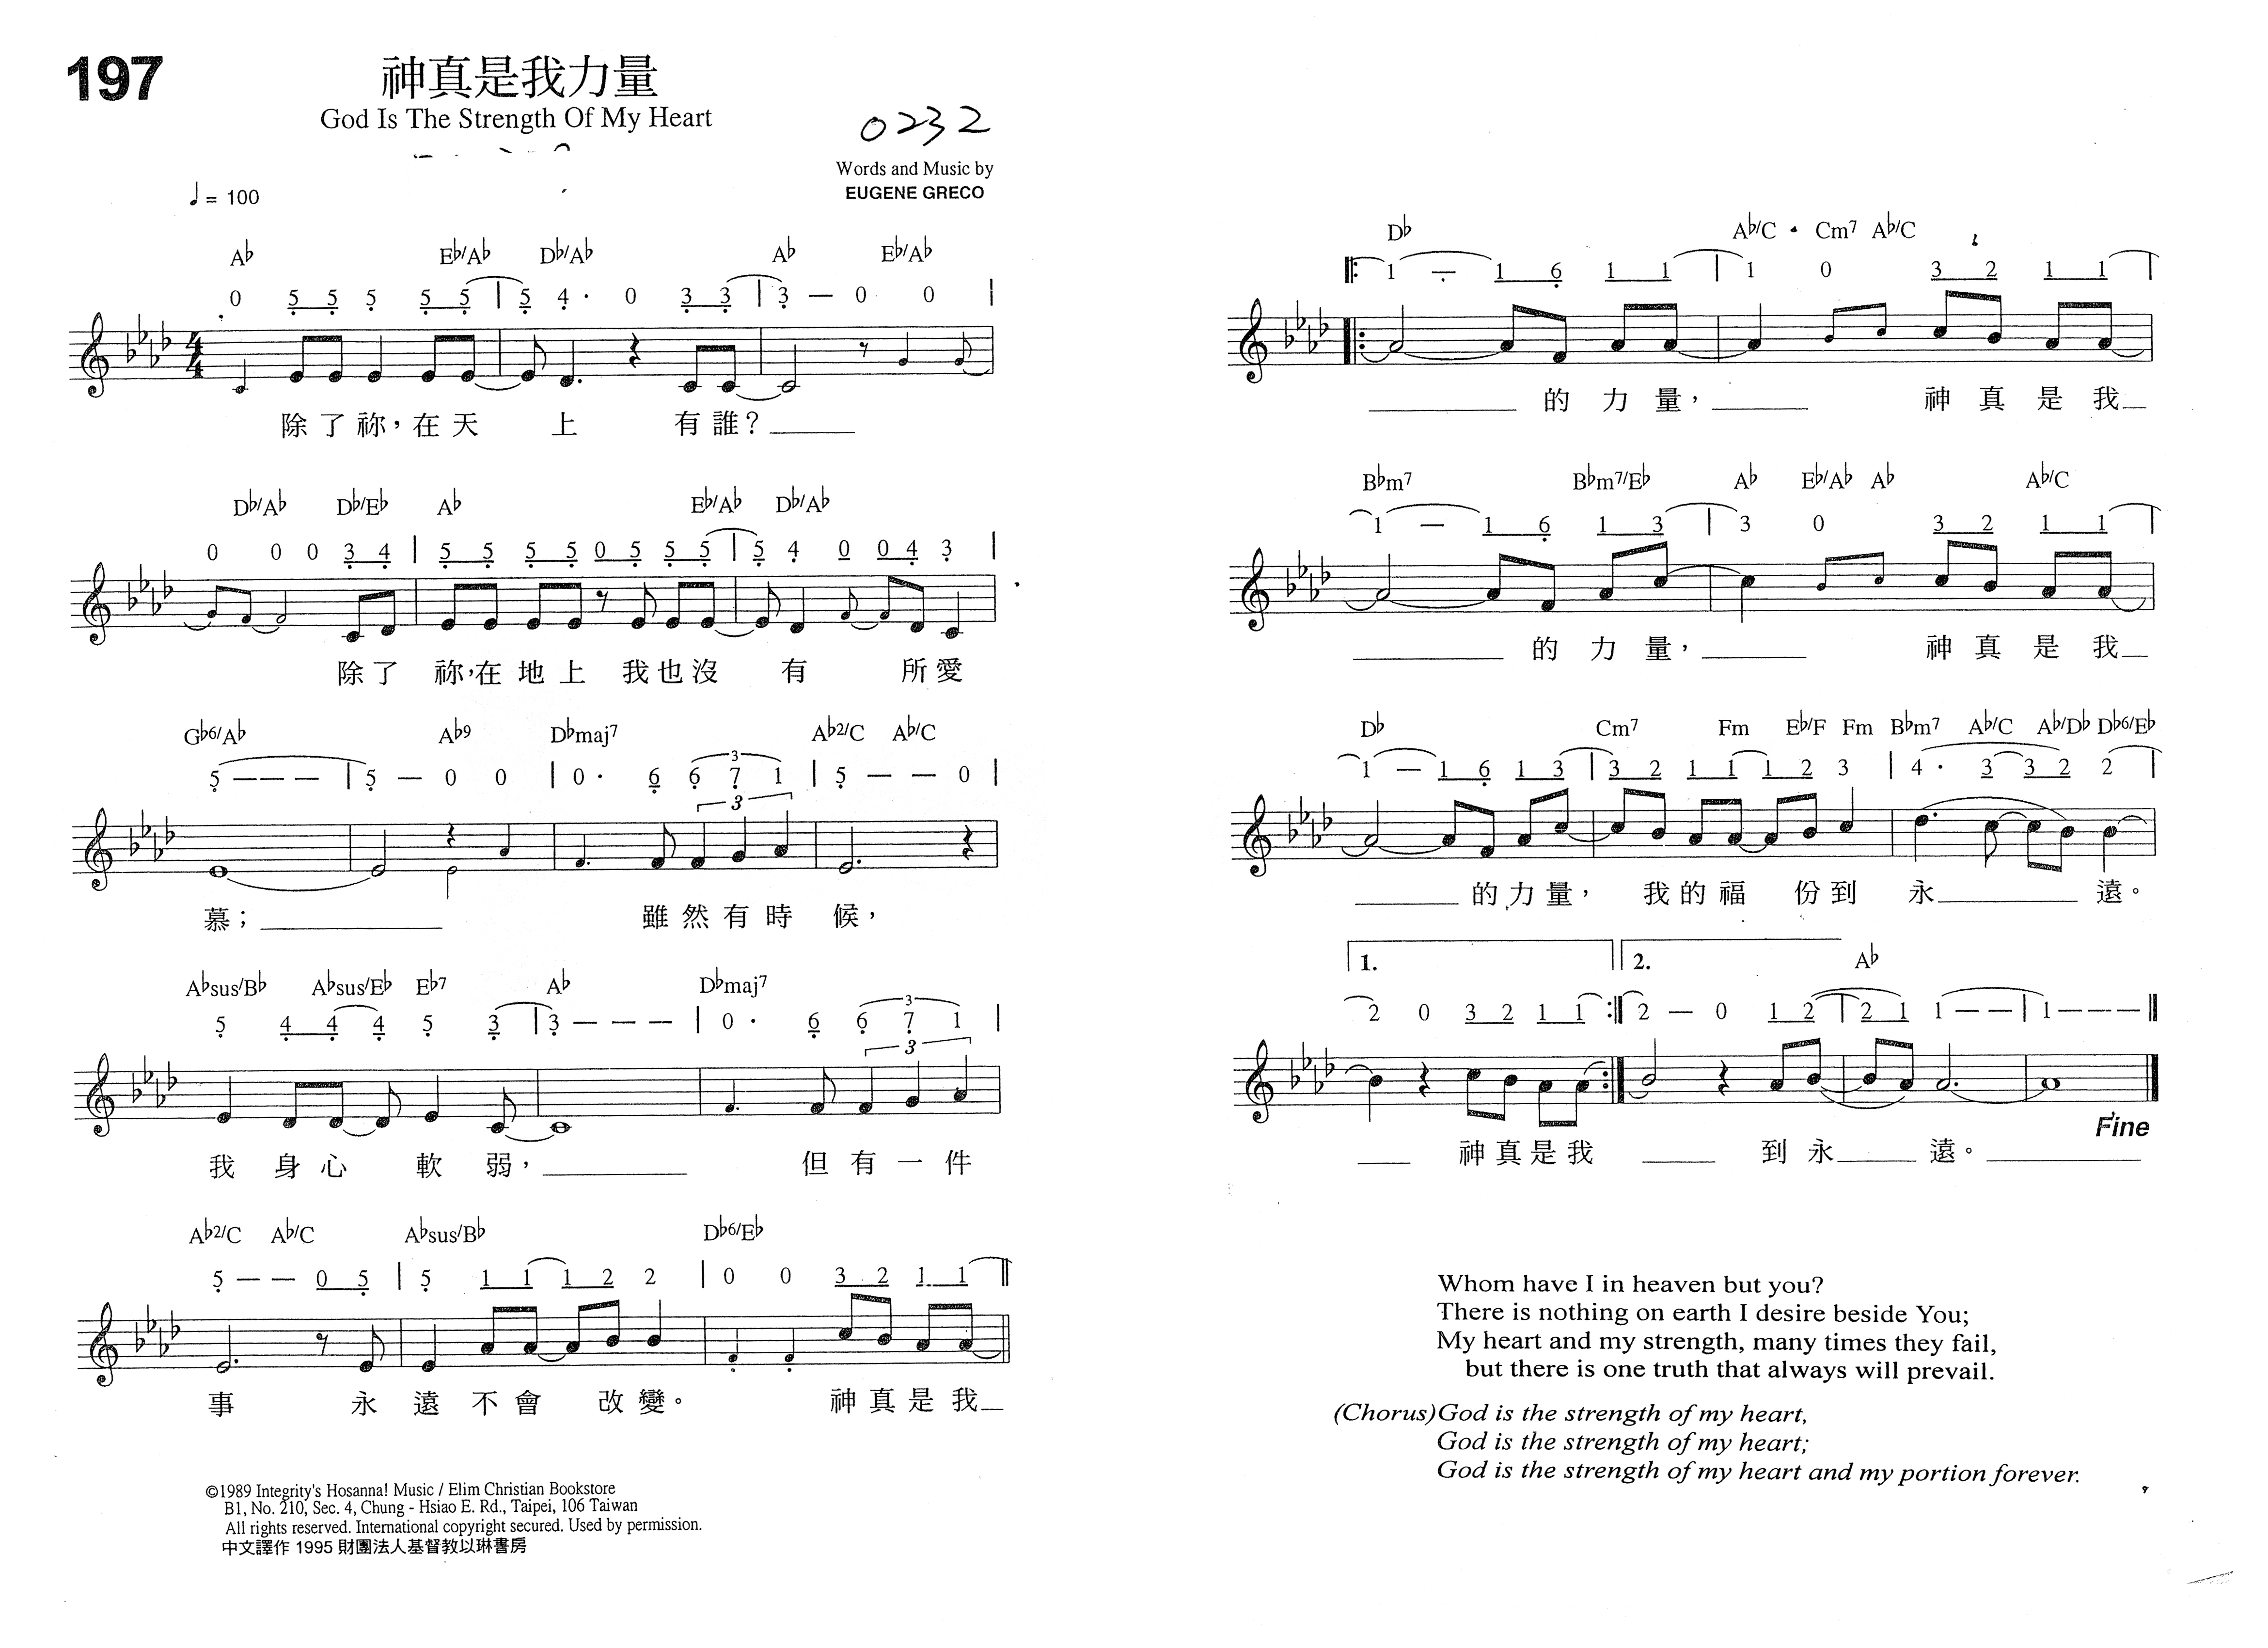 197
神真是我力量
God Is The Strength Of My Heart
0232
Words and Music by
EUGENE GRECO
♩ = 100
A♭ E♭/A♭ D♭/A♭ A♭ E♭/A♭
0 5 5 5 5 5 | 5 4 · 0 3 3 | 3 — 0 0 |
除了祢，在天 上 有誰？
D♭/A♭ D♭/E♭ A♭ E♭/A♭ D♭/A♭
0 0 0 3 4 | 5 5 5 5 0 5 5 5 | 5 4 0 0 4 3 |
除了 祢，在地上 我也沒 有 所愛
G♭6/A♭ A♭9 D♭maj7 A♭2/C A♭/C
5 — — — | 5 — 0 0 | 0 · 6 6 7 1 | 5 — — 0 |
3
3
慕； 雖然有時 候，
A♭sus/B♭ A♭sus/E♭ E♭7 A♭ D♭maj7
5 4 4 4 5 3 | 3 — — — | 0 · 6 6 7 1 |
3
3
我 身心 軟 弱， 但有一件
A♭2/C A♭/C A♭sus/B♭ D♭6/E♭
5 — — 0 5 | 5 1 1 1 2 2 | 0 0 3 2 1 1 ‖
事 永 遠 不會 改變。 神真是我
©1989 Integrity's Hosanna! Music / Elim Christian Bookstore
B1, No. 210, Sec. 4, Chung - Hsiao E. Rd., Taipei, 106 Taiwan
All rights reserved. International copyright secured. Used by permission.
中文譯作 1995 財團法人基督教以琳書房
D♭ A♭/C Cm7 A♭/C
1 — 1 6 1 1 | 1 0 3 2 1 1 |
的力量， 神真是我
B♭m7 B♭m7/E♭ A♭ E♭/A♭ A♭ A♭/C
1 — 1 6 1 3 | 3 0 3 2 1 1 |
的力量， 神真是我
D♭ Cm7 Fm E♭/F Fm B♭m7 A♭/C A♭/D♭ D♭6/E♭
1 — 1 6 1 3 | 3 2 1 1 1 2 3 | 4 · 3 3 2 2 |
的力量， 我的福 份到 永 遠。
1. 2. A♭
2 0 3 2 1 1 :‖ 2 — 0 1 2 | 2 1 1 — — | 1 — — — ‖
Fine
神真是我 到永 遠。
Whom have I in heaven but you?
There is nothing on earth I desire beside You;
My heart and my strength, many times they fail,
but there is one truth that always will prevail.
(Chorus)God is the strength of my heart,
God is the strength of my heart;
God is the strength of my heart and my portion forever.